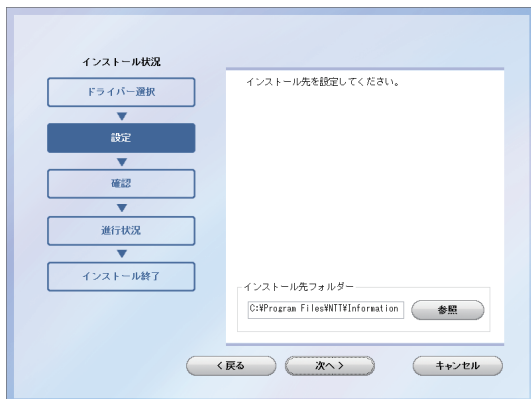 インストール状況
ドライバー選択
設定
確認
進行状況
インストール終了
インストール先を設定してください。
インストール先フォルダー
C:¥Program Files¥NTT¥Information
参照
< 戻る
次へ >
キャンセル